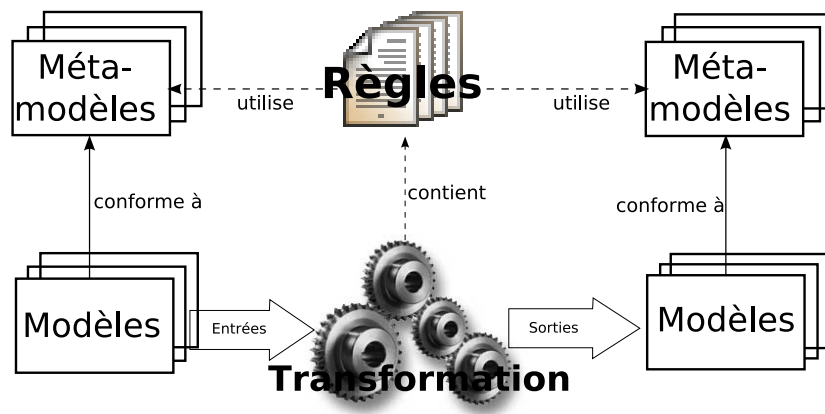 Méta-
modèles
Règles
Méta-
modèles
utilise
utilise
conforme à
contient
conforme à
Modèles
Entrées
Sorties
Modèles
Transformation